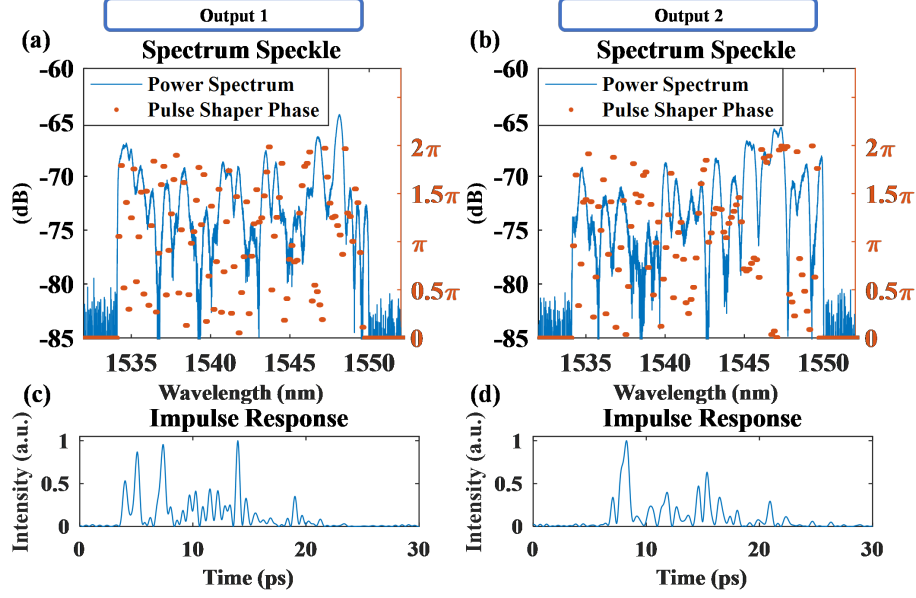 Output 1
Output 2
(a)
Spectrum Speckle
Power Spectrum
Pulse Shaper Phase
(dB)
-60
-65
-70
-75
-80
-85
2π
1.5π
π
0.5π
0
1535
1540
1545
1550
Wavelength (nm)
(b)
Spectrum Speckle
Power Spectrum
Pulse Shaper Phase
(dB)
-60
-65
-70
-75
-80
-85
2π
1.5π
π
0.5π
0
1535
1540
1545
1550
Wavelength (nm)
(c)
Impulse Response
Intensity (a.u.)
1
0.5
0
0
10
20
30
Time (ps)
(d)
Impulse Response
Intensity (a.u.)
1
0.5
0
0
10
20
30
Time (ps)